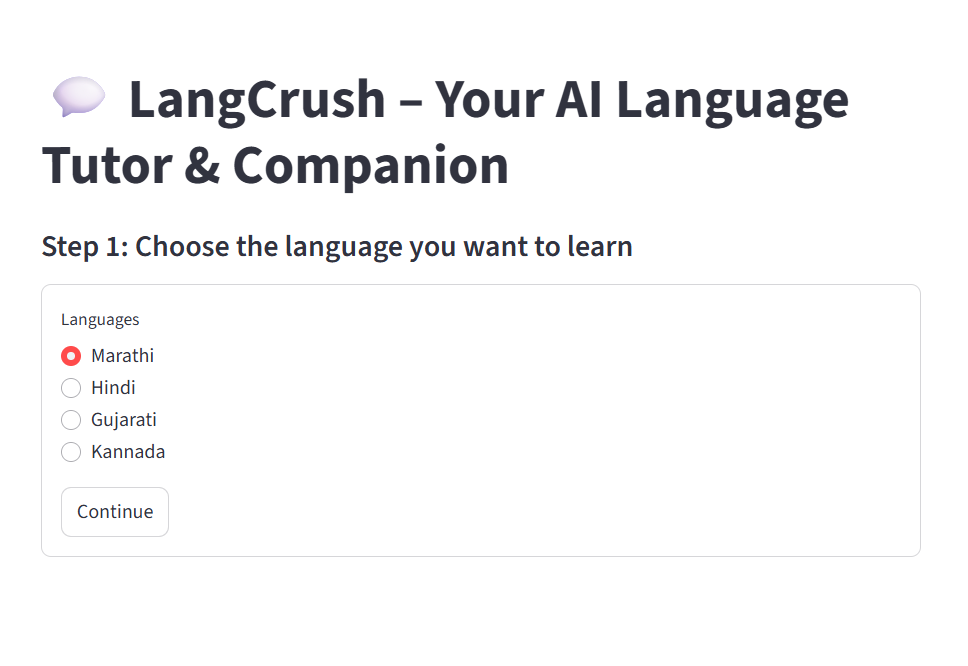 LangCrush – Your AI Language
Tutor & Companion
Step 1: Choose the language you want to learn
Languages
Marathi
Hindi
Gujarati
Kannada
Continue